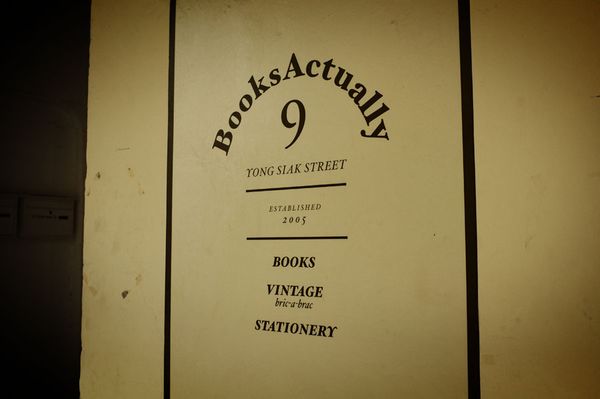 BooksActually
9
YONG SIAK STREET
ESTABLISHED
2005
BOOKS
VINTAGE
bric-a-brac
STATIONERY